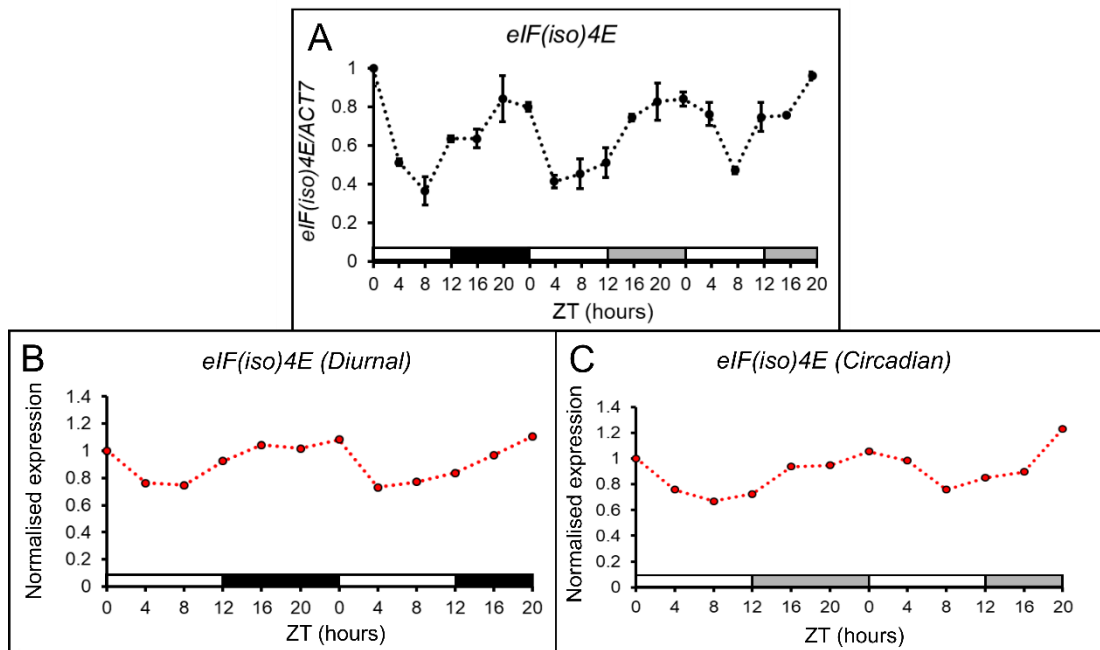 A
eIF(iso)4E
eIF(iso)4E/ACT7
1
0.8
0.6
0.4
0.2
0
0 4 8 12 16 20 0 4 8 12 16 20 0 4 8 12 16 20
ZT (hours)
B
eIF(iso)4E (Diurnal)
Normalised expression
1.4
1.2
1
0.8
0.6
0.4
0.2
0
0 4 8 12 16 20 0 4 8 12 16 20
ZT (hours)
C
eIF(iso)4E (Circadian)
Normalised expression
1.4
1.2
1
0.8
0.6
0.4
0.2
0
0 4 8 12 16 20 0 4 8 12 16 20
ZT (hours)